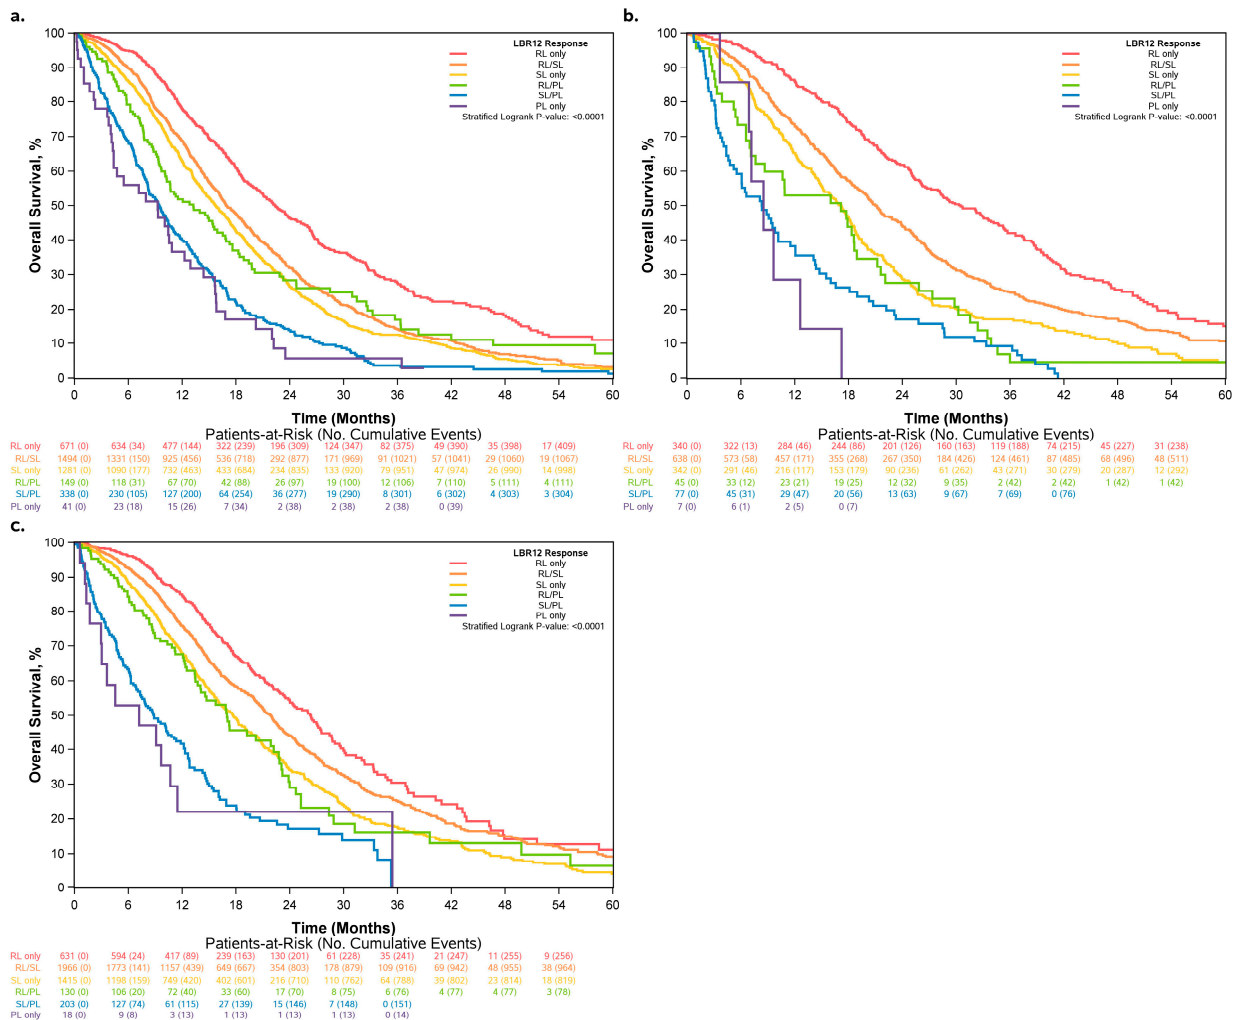 a.
100
90
80
70
60
50
40
30
20
10
0
Overall Survival, %
LBR12 Response
RL only
RL/SL
SL only
RL/PL
SL/PL
PL only
Stratified Logrank P-value: <0.0001
0 6 12 18 24 30 36 42 48 54 60
Time (Months)
Patients-at-Risk (No. Cumulative Events)
RL only 671 (0) 634 (34) 477 (144) 322 (239) 196 (309) 124 (347) 82 (375) 49 (390) 35 (398) 17 (409)
RL/SL 1494 (0) 1331 (150) 925 (456) 536 (718) 292 (877) 171 (969) 91 (1021) 57 (1041) 29 (1060) 19 (1067)
SL only 1281 (0) 1090 (177) 732 (463) 433 (684) 234 (835) 133 (920) 79 (951) 47 (974) 26 (990) 14 (998)
RL/PL 149 (0) 118 (31) 67 (70) 42 (88) 26 (97) 19 (100) 12 (106) 7 (110) 5 (111) 4 (111)
SL/PL 338 (0) 230 (105) 127 (200) 64 (254) 36 (277) 19 (290) 8 (301) 6 (302) 4 (303) 3 (304)
PL only 41 (0) 23 (18) 15 (26) 7 (34) 2 (38) 2 (38) 2 (38) 0 (39)
b.
100
90
80
70
60
50
40
30
20
10
0
Overall Survival, %
LBR12 Response
RL only
RL/SL
SL only
RL/PL
SL/PL
PL only
Stratified Logrank P-value: <0.0001
0 6 12 18 24 30 36 42 48 54 60
Time (Months)
Patients-at-Risk (No. Cumulative Events)
RL only 340 (0) 322 (13) 284 (46) 244 (86) 201 (126) 160 (163) 119 (188) 74 (215) 45 (227) 31 (238)
RL/SL 638 (0) 573 (58) 457 (171) 355 (268) 267 (350) 184 (426) 124 (461) 87 (485) 68 (496) 48 (511)
SL only 342 (0) 291 (46) 216 (117) 153 (179) 90 (236) 61 (262) 43 (271) 30 (279) 20 (287) 12 (292)
RL/PL 45 (0) 33 (12) 23 (21) 19 (25) 12 (32) 9 (35) 2 (42) 2 (42) 1 (42) 1 (42)
SL/PL 77 (0) 45 (31) 29 (47) 20 (56) 13 (63) 9 (67) 7 (69) 0 (76)
PL only 7 (0) 6 (1) 2 (5) 0 (7)
c.
100
90
80
70
60
50
40
30
20
10
0
Overall Survival, %
LBR12 Response
RL only
RL/SL
SL only
RL/PL
SL/PL
PL only
Stratified Logrank P-value: <0.0001
0 6 12 18 24 30 36 42 48 54 60
Time (Months)
Patients-at-Risk (No. Cumulative Events)
RL only 631 (0) 594 (24) 417 (89) 239 (163) 130 (201) 61 (228) 35 (241) 21 (247) 11 (255) 9 (256)
RL/SL 1966 (0) 1773 (141) 1157 (439) 649 (667) 354 (803) 178 (879) 109 (916) 69 (942) 48 (955) 38 (964)
SL only 1415 (0) 1198 (159) 749 (420) 402 (601) 216 (710) 110 (762) 64 (788) 39 (802) 23 (814) 18 (819)
RL/PL 130 (0) 106 (20) 72 (40) 33 (60) 17 (70) 8 (75) 6 (76) 4 (77) 4 (77) 3 (78)
SL/PL 203 (0) 127 (74) 61 (115) 27 (139) 15 (146) 7 (148) 0 (151)
PL only 18 (0) 9 (8) 3 (13) 1 (13) 1 (13) 1 (13) 0 (14)